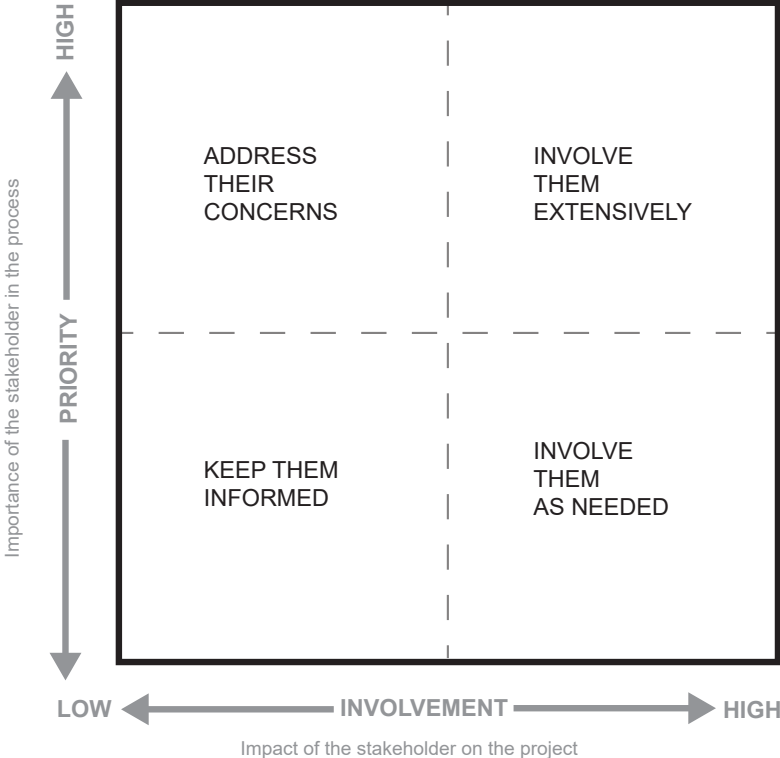 HIGH
ADDRESS
THEIR
CONCERNS
INVOLVE
THEM
EXTENSIVELY
Importance of the stakeholder in the process
PRIORITY
KEEP THEM
INFORMED
INVOLVE
THEM
AS NEEDED
LOW
INVOLVEMENT
HIGH
Impact of the stakeholder on the project